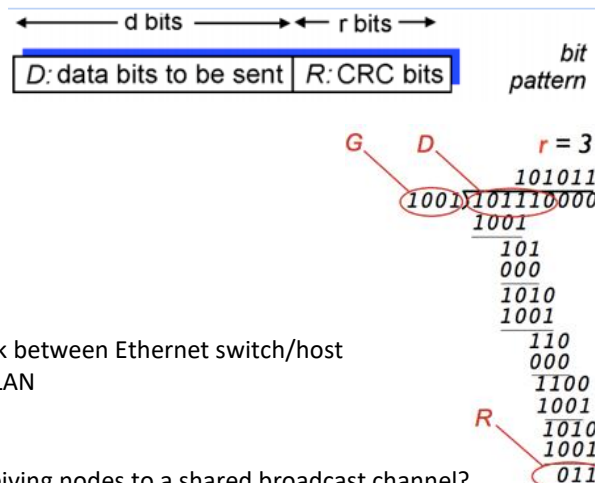 d bits r bits
D: data bits to be sent R: CRC bits
bit
pattern
G D r = 3
101011
1001 101110000
1001
101
000
1010
1001
110
000
1100
1001
1010
1001
R 011
k between Ethernet switch/host
LAN
iving nodes to a shared broadcast channel?